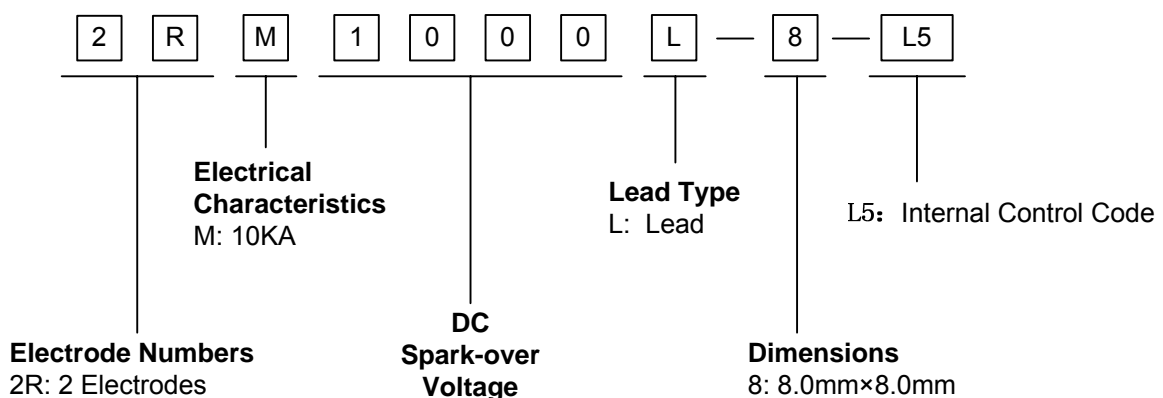 2 R M 1 0 0 0 L — 8 — L5
Electrical
Characteristics
M: 10KA
Lead Type
L: Lead
L5: Internal Control Code
Electrode Numbers
2R: 2 Electrodes
DC
Spark-over
Voltage
Dimensions
8: 8.0mm×8.0mm